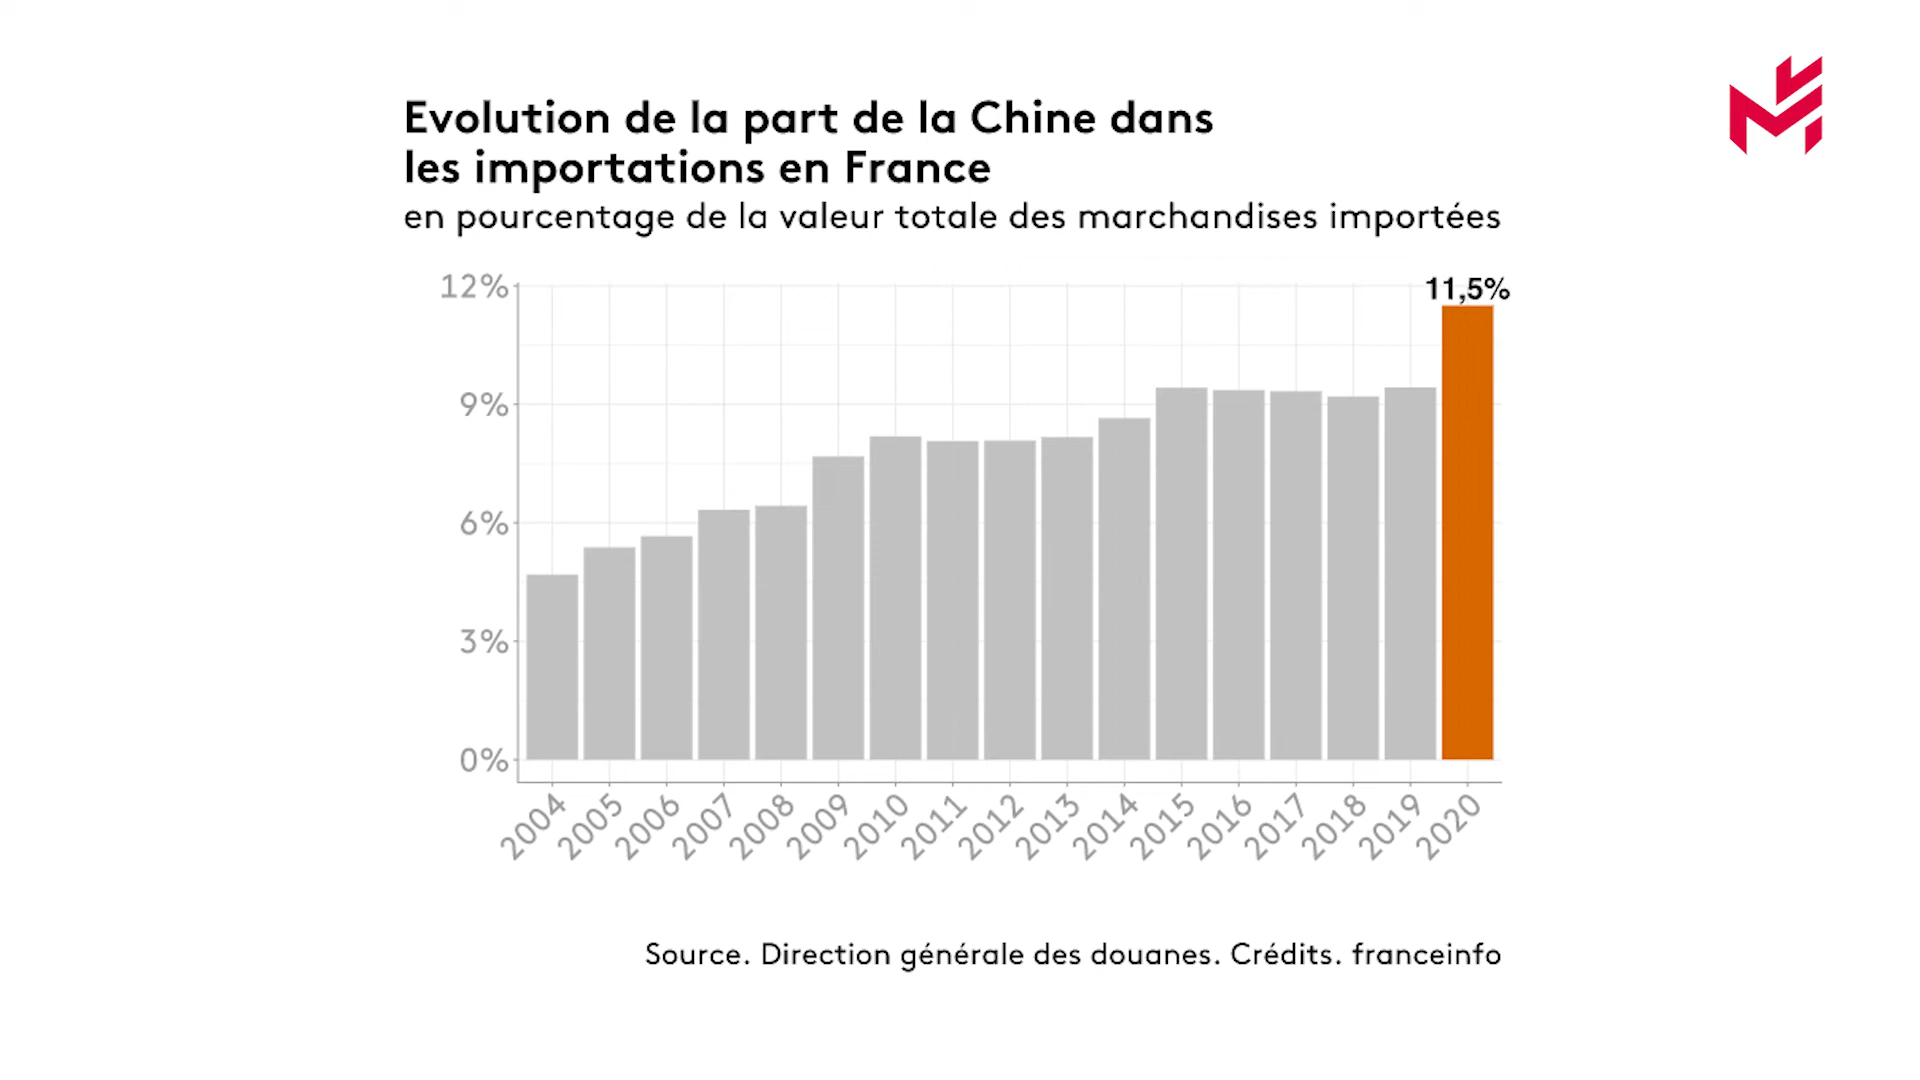 Evolution de la part de la Chine dans
les importations en France
en pourcentage de la valeur totale des marchandises importées
12%
11,5%
9%
6%
3%
0%
2004 2005 2006 2007 2008 2009 2010 2011 2012 2013 2014 2015 2016 2017 2018 2019 2020
Source. Direction générale des douanes. Crédits. franceinfo